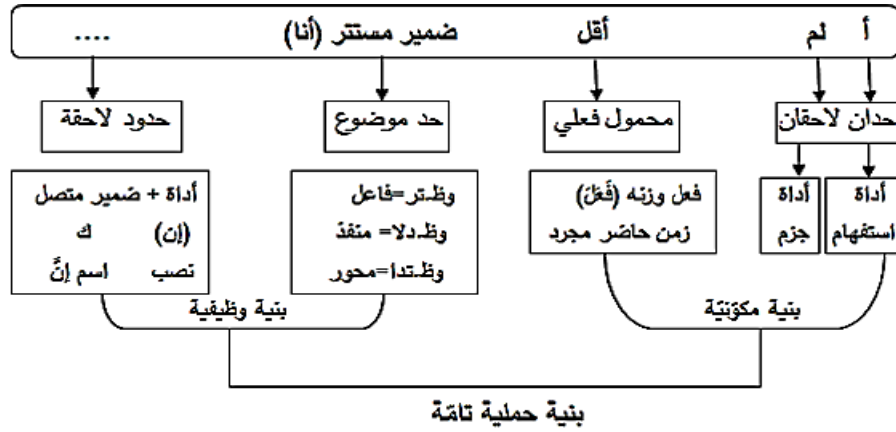 أ لم أقل ضمير مستتر (أنا) ....
حدان لاحقان محمول فعلي حد موضوع حدود لاحقة
أداة أداة فعل وزنه (فَعَلَ) وظ.تر=فاعل أداة + ضمير متصل
استفهام جزم زمن حاضر مجرد وظ.دلا= منفذ (إن) ك
وظ.تدا=محور نصب اسم إنَّ
بنية مكوّنيّة بنية وظيفية
بنية حملية تامّة